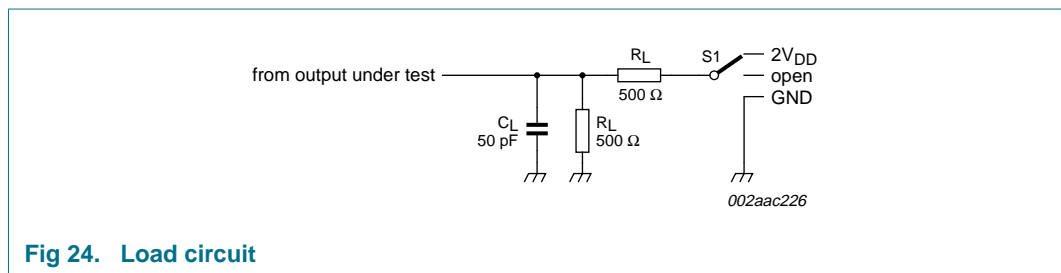 RL
S1
2VDD
from output under test
open
500 Ω
GND
CL
50 pF
RL
500 Ω
002aac226
Fig 24. Load circuit